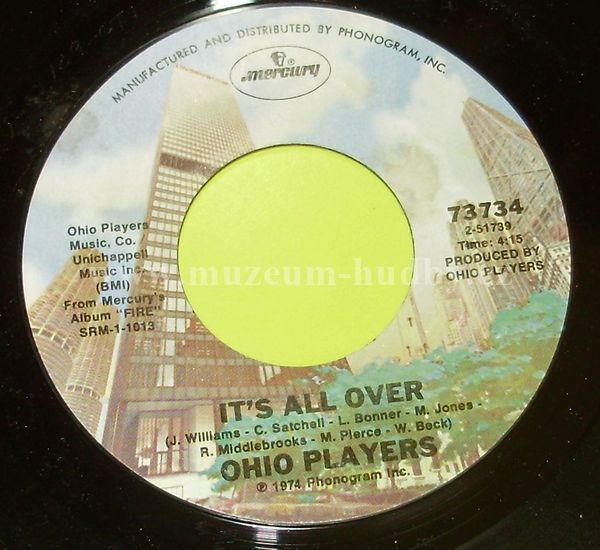 MANUFACTURED AND DISTRIBUTED BY PHONOGRAM, INC.
®
mercury
Ohio Players
Music, Co.
Unichappell
Music Inc.
(BMI)
From Mercury's
Album "FIRE"
SRM-1-1013
73734
2-51739
Time: 4:15
PRODUCED BY
OHIO PLAYERS
muzeum-hudby.cz
IT'S ALL OVER
(J. Williams - C. Satchell - L. Bonner - M. Jones -
R. Middlebrooks - M. Pierce - W. Beck)
OHIO PLAYERS
℗ 1974 Phonogram Inc.